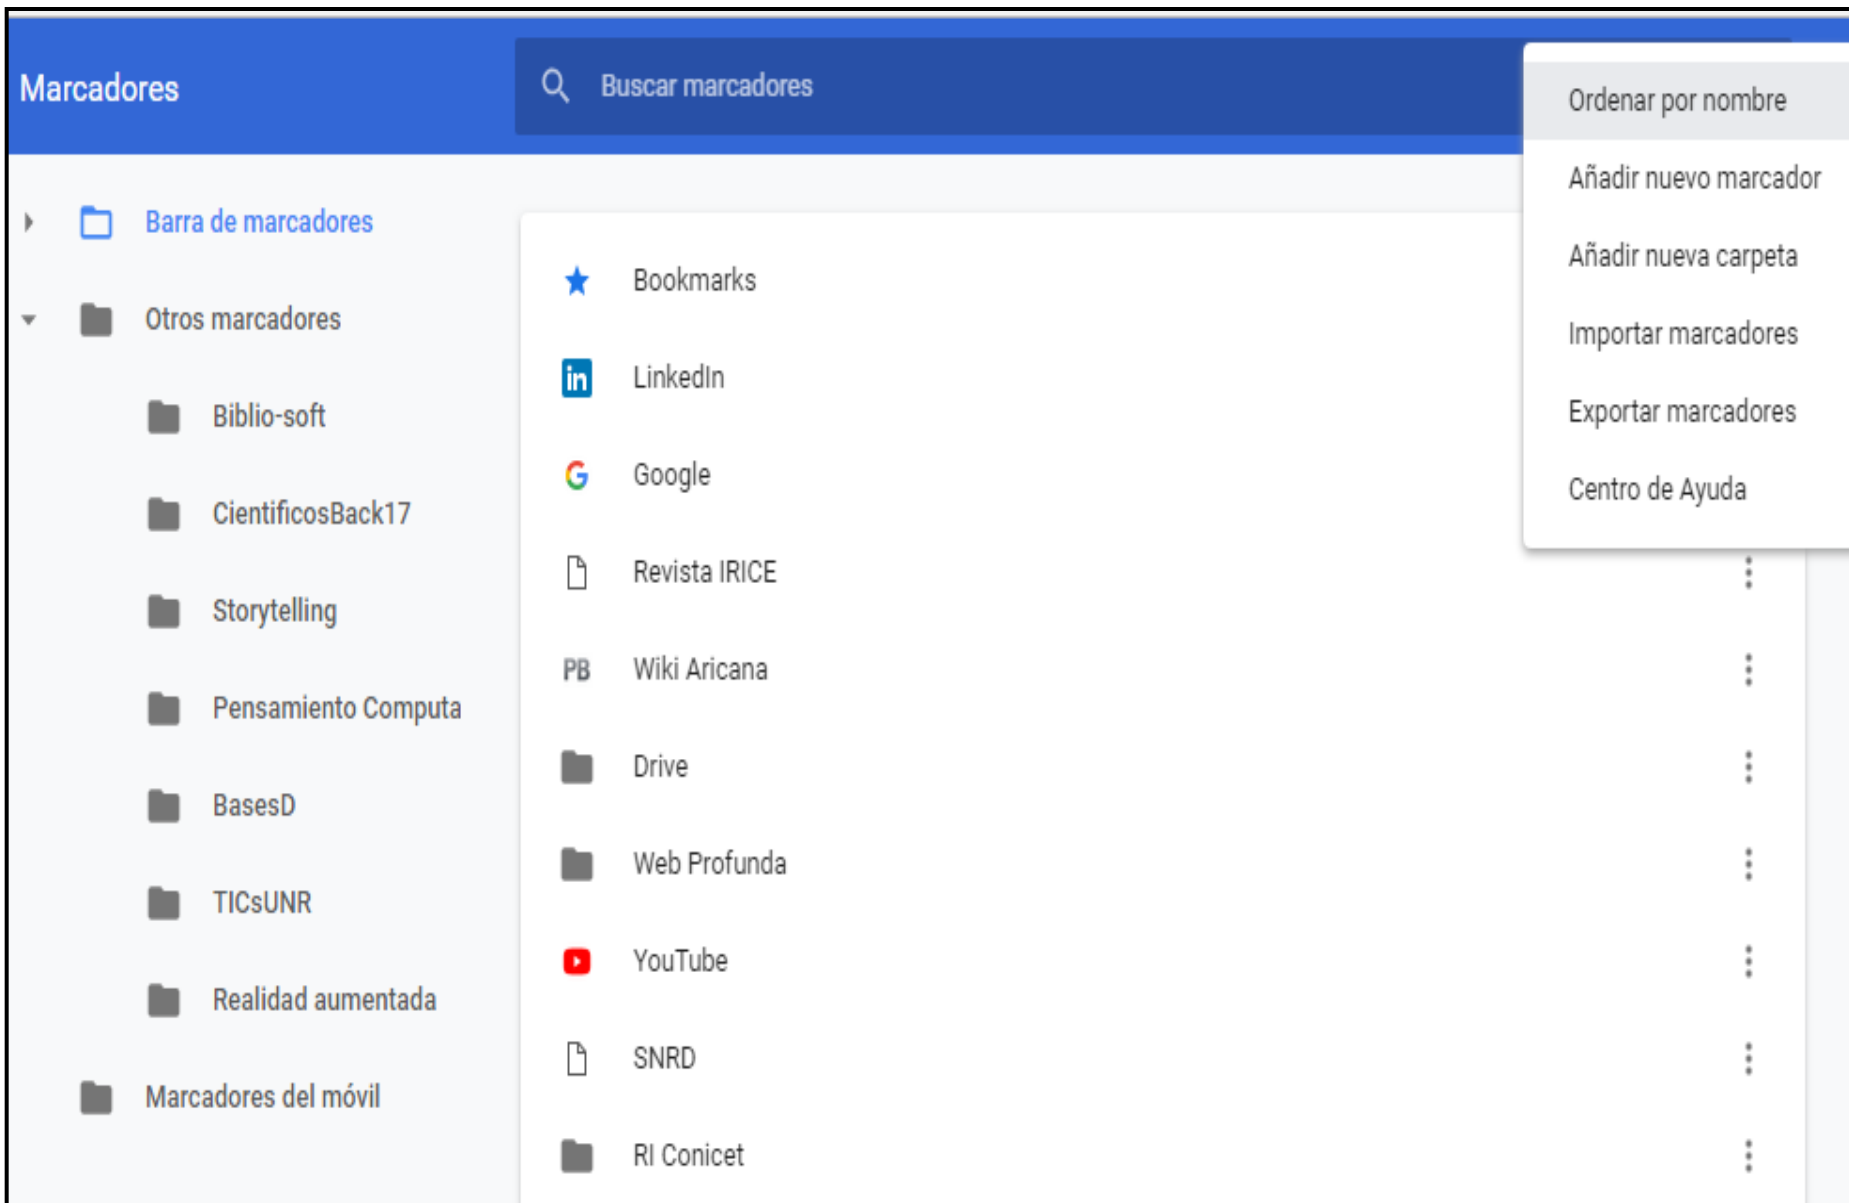 Marcadores
Buscar marcadores
Ordenar por nombre
Añadir nuevo marcador
Añadir nueva carpeta
Importar marcadores
Exportar marcadores
Centro de Ayuda
Barra de marcadores
Otros marcadores
Biblio-soft
CientificosBack17
Storytelling
Pensamiento Computa
BasesD
TICsUNR
Realidad aumentada
Marcadores del móvil
Bookmarks
in LinkedIn
G Google
Revista IRICE
PB Wiki Aricana
Drive
Web Profunda
YouTube
SNRD
RI Conicet